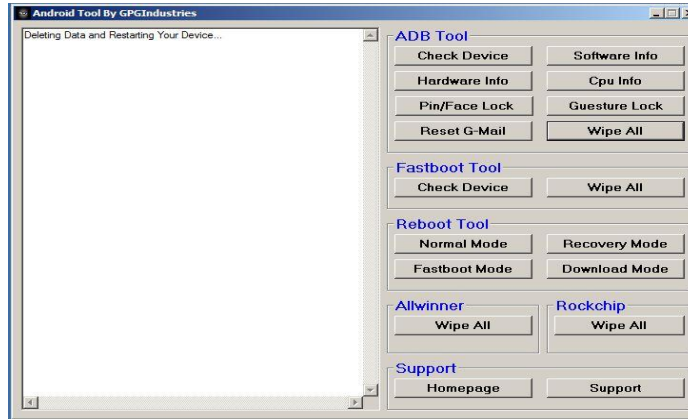 Android Tool By GPGIndustries
Deleting Data and Restarting Your Device...
ADB Tool
Check Device
Software Info
Hardware Info
Cpu Info
Pin/Face Lock
Guesture Lock
Reset G-Mail
Wipe All
Fastboot Tool
Check Device
Wipe All
Reboot Tool
Normal Mode
Recovery Mode
Fastboot Mode
Download Mode
Allwinner
Rockchip
Wipe All
Wipe All
Support
Homepage
Support